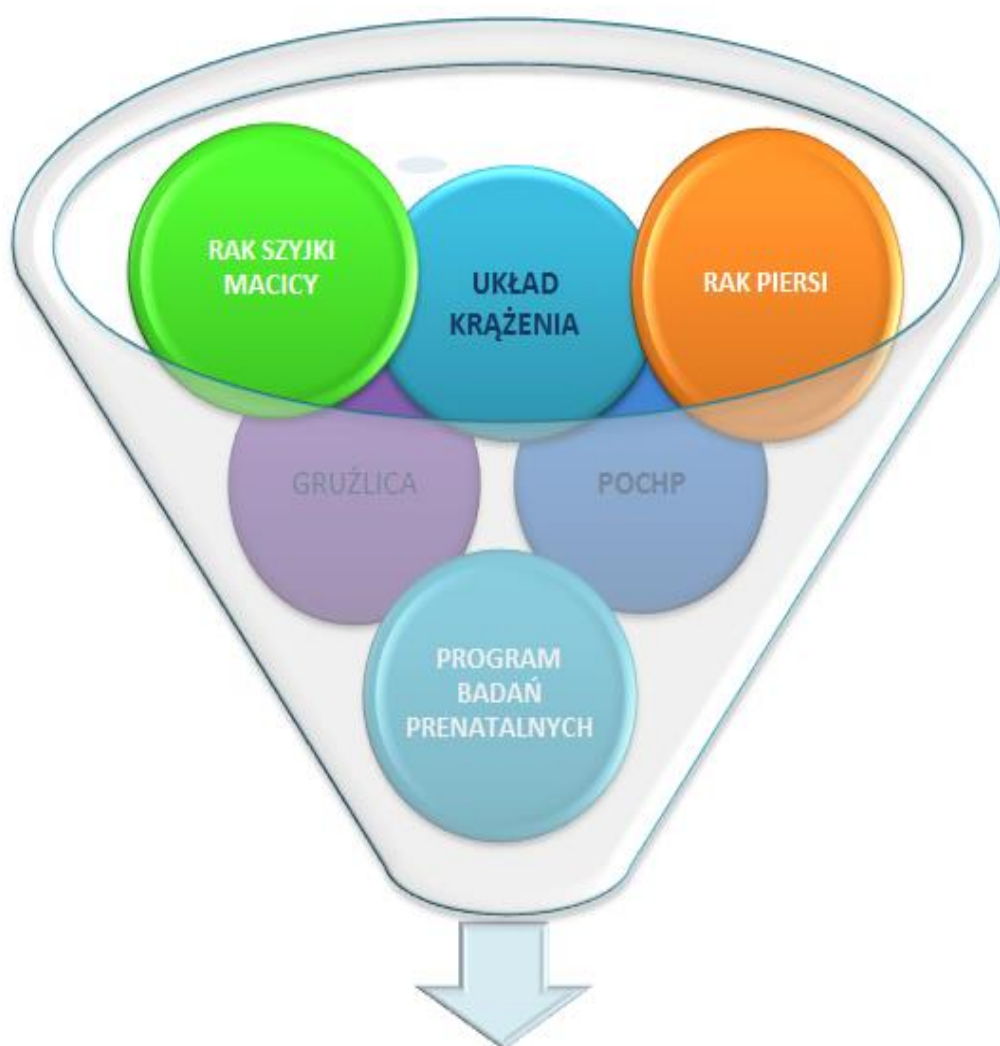 RAK SZYJKI
MACICY
UKŁAD
KRĄŻENIA
RAK PIERSI
GRUŹLICA
POCHP
PROGRAM
BADAŃ
PRENATALNYCH